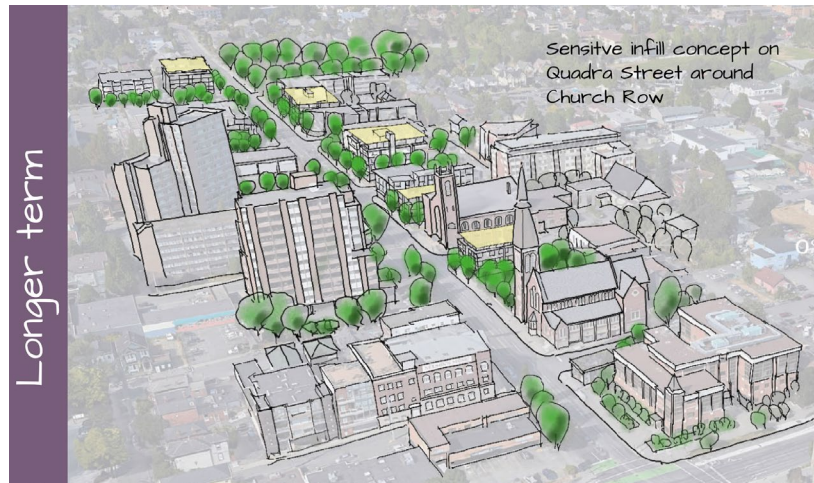 Longer term
Sensitve infill concept on
Quadra Street around
Church Row